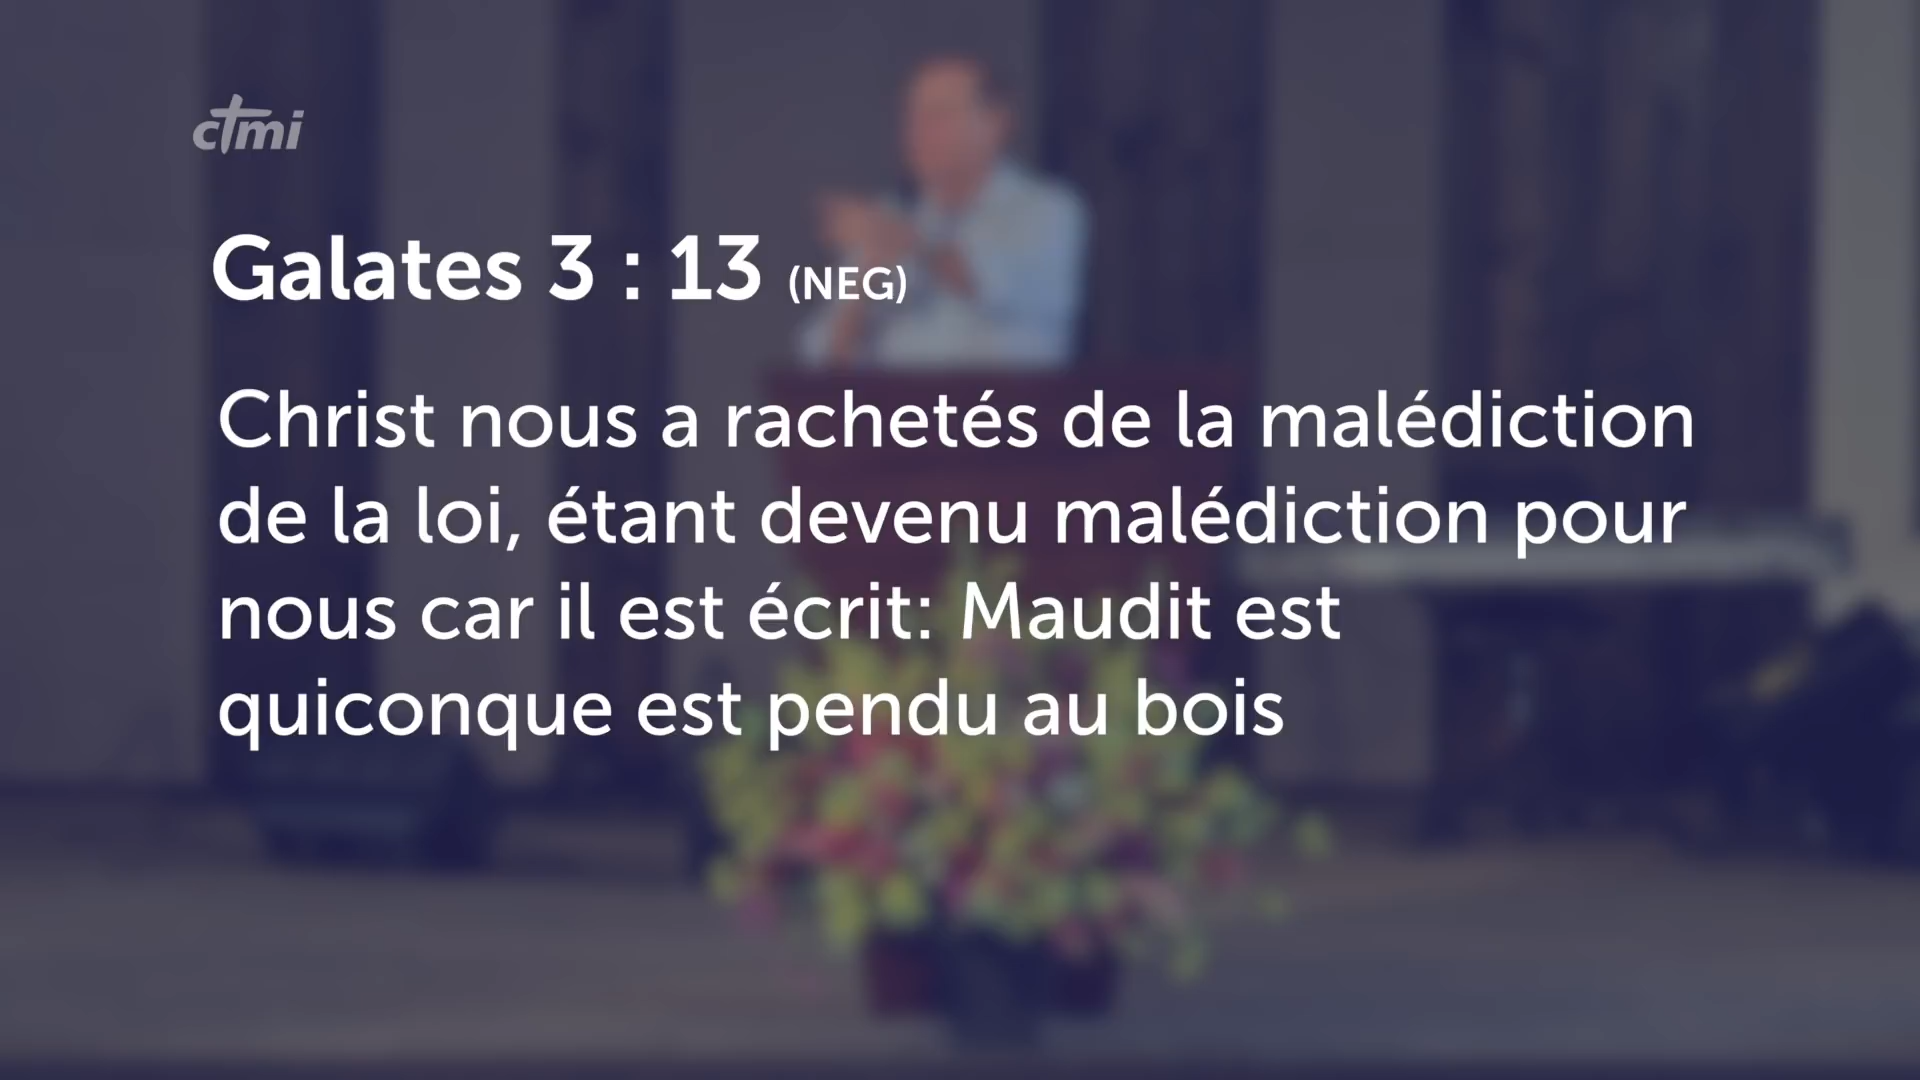 ctmi
Galates 3 : 13 (NEG)
Christ nous a rachetés de la malédiction
de la loi, étant devenu malédiction pour
nous car il est écrit: Maudit est
quiconque est pendu au bois